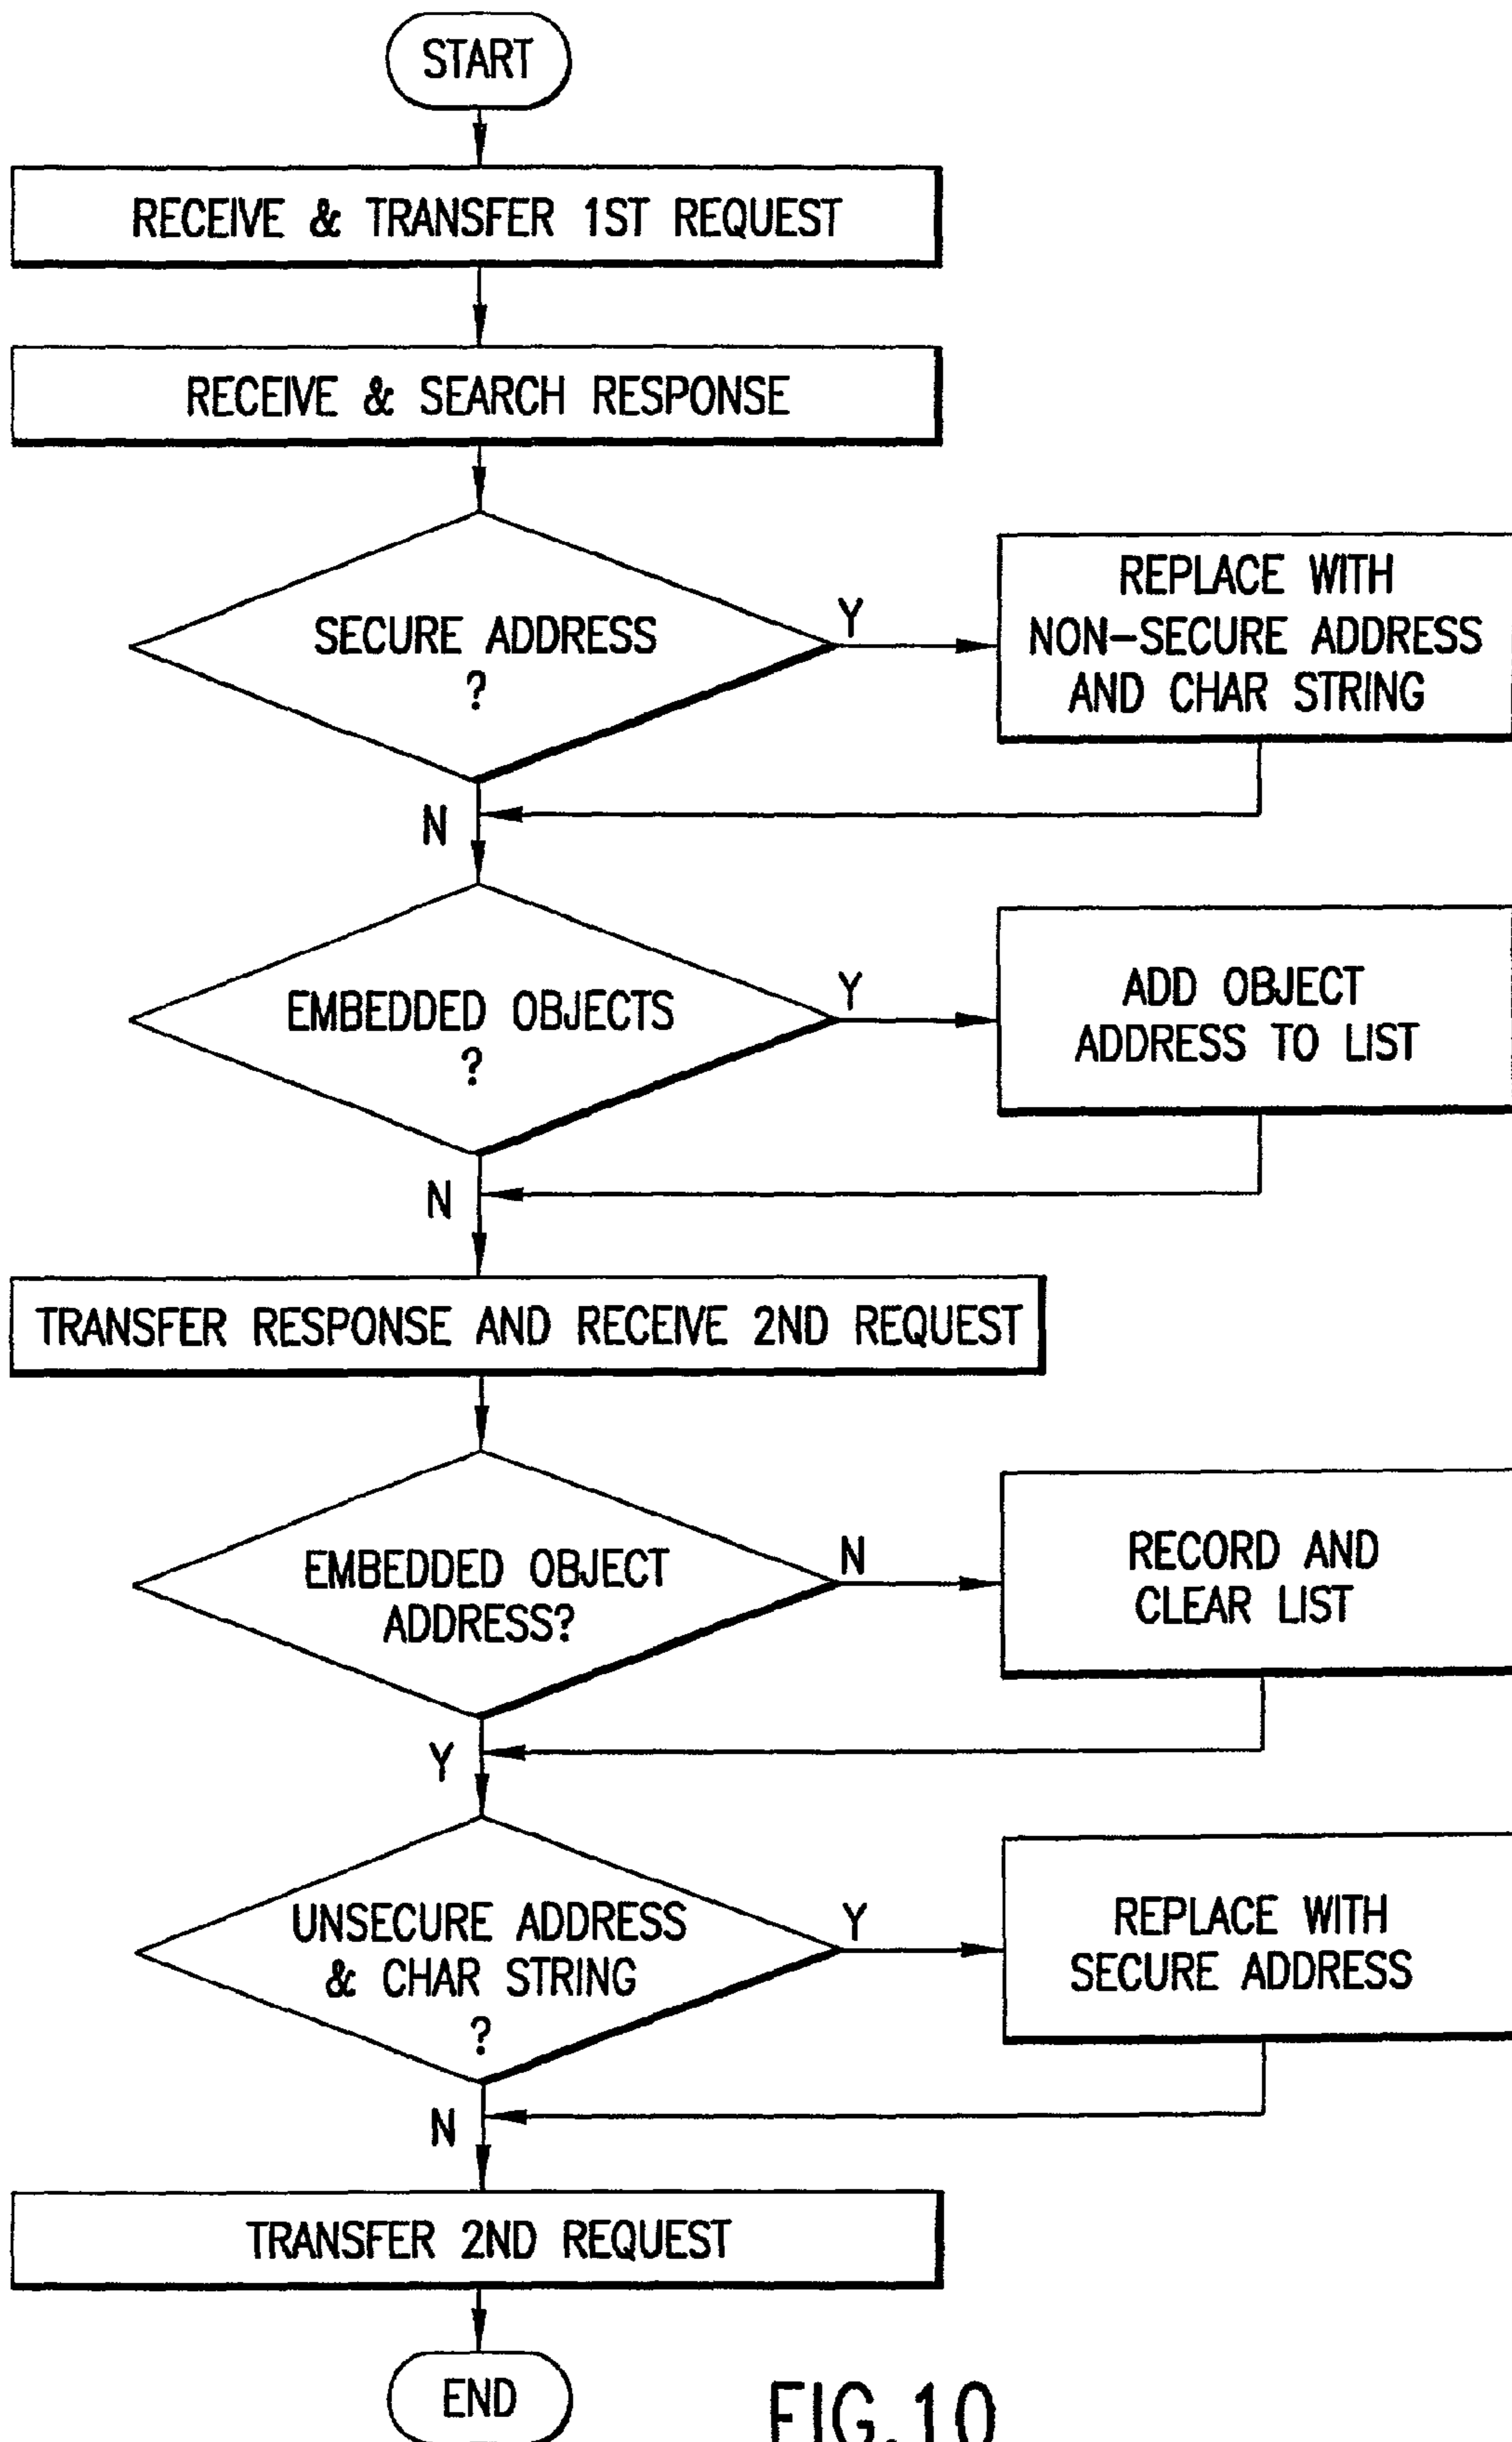 START
RECEIVE & TRANSFER 1ST REQUEST
RECEIVE & SEARCH RESPONSE
SECURE ADDRESS
?
Y
REPLACE WITH
NON-SECURE ADDRESS
AND CHAR STRING
N
EMBEDDED OBJECTS
?
Y
ADD OBJECT
ADDRESS TO LIST
N
TRANSFER RESPONSE AND RECEIVE 2ND REQUEST
EMBEDDED OBJECT
ADDRESS?
N
RECORD AND
CLEAR LIST
Y
UNSECURE ADDRESS
& CHAR STRING
?
Y
REPLACE WITH
SECURE ADDRESS
N
TRANSFER 2ND REQUEST
END
FIG.10